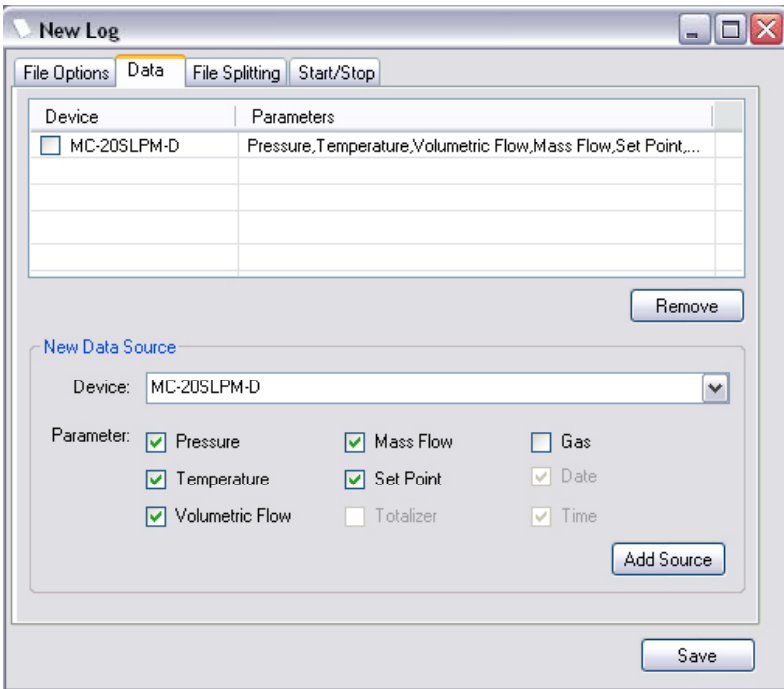 New Log
File Options Data File Splitting Start/Stop
Device Parameters
MC-20SLPM-D Pressure,Temperature,Volumetric Flow,Mass Flow,Set Point,...
Remove
New Data Source
Device: MC-20SLPM-D
Parameter: Pressure Mass Flow Gas
Temperature Set Point Date
Volumetric Flow Totalizer Time
Add Source
Save